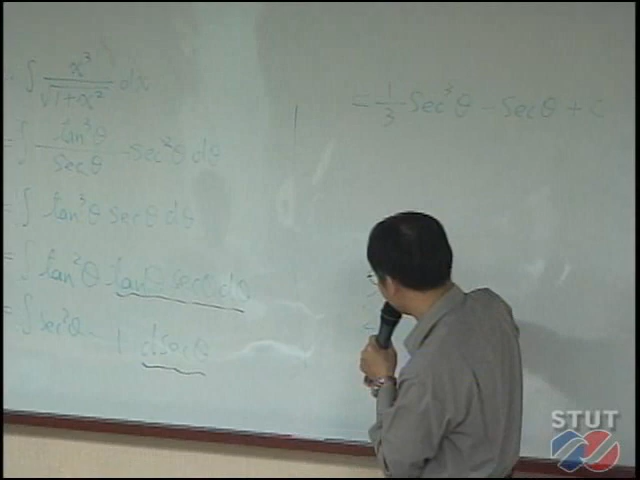 ∫ x³/√(1+x²) dx
= ∫ tan³θ/secθ · sec²θ dθ
= ∫ tan³θ secθ dθ
= ∫ tan²θ tanθ secθ dθ
= ∫ sec²θ - 1 d secθ
= 1/3 sec³θ - secθ + c
STUT